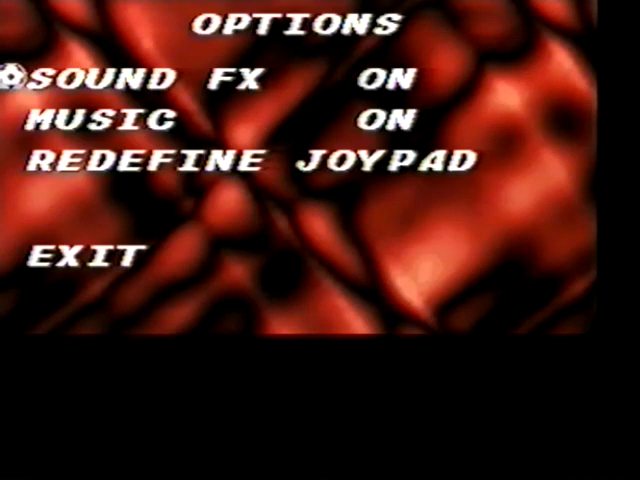 OPTIONS
SOUND FX ON
MUSIC ON
REDEFINE JOYPAD
EXIT